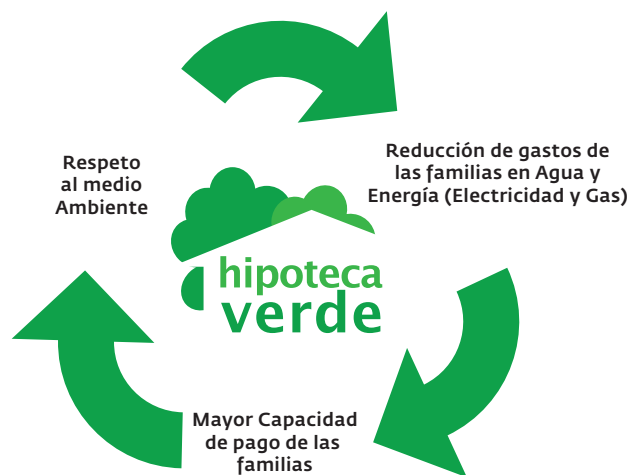 Respeto
al medio
Ambiente
Reducción de gastos de
las familias en Agua y
Energía (Electricidad y Gas)
hipoteca
verde
Mayor Capacidad
de pago de las
familias